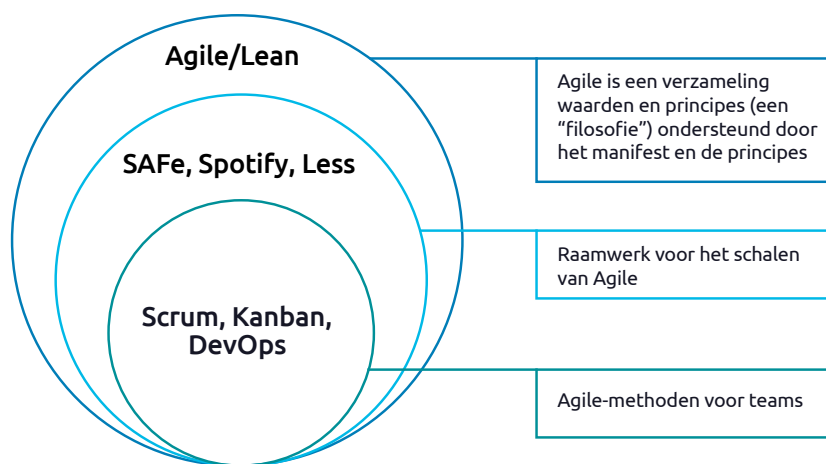 Agile/Lean
Agile is een verzameling
waarden en principes (een
“filosofie”) ondersteund door
het manifest en de principes
SAFe, Spotify, Less
Raamwerk voor het schalen
van Agile
Scrum, Kanban,
DevOps
Agile-methoden voor teams